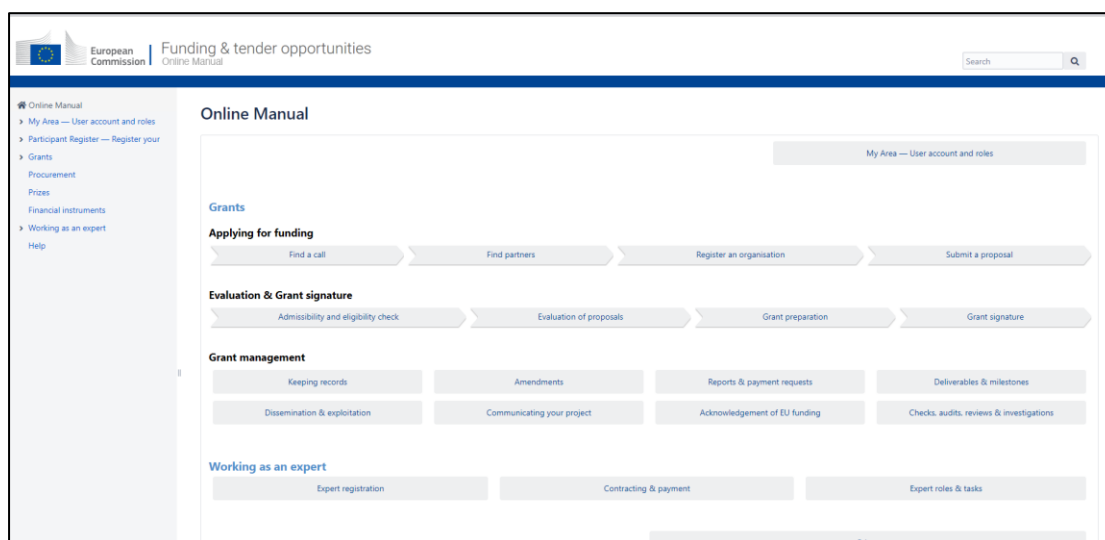 European Commission
Funding & tender opportunities
Online Manual
Search
Online Manual
My Area — User account and roles
Participant Register — Register your
Grants
Procurement
Prizes
Financial instruments
Working as an expert
Help
Online Manual
My Area — User account and roles
Grants
Applying for funding
Find a call
Find partners
Register an organisation
Submit a proposal
Evaluation & Grant signature
Admissibility and eligibility check
Evaluation of proposals
Grant preparation
Grant signature
Grant management
Keeping records
Amendments
Reports & payment requests
Deliverables & milestones
Dissemination & exploitation
Communicating your project
Acknowledgement of EU funding
Checks, audits, reviews & investigations
Working as an expert
Expert registration
Contracting & payment
Expert roles & tasks